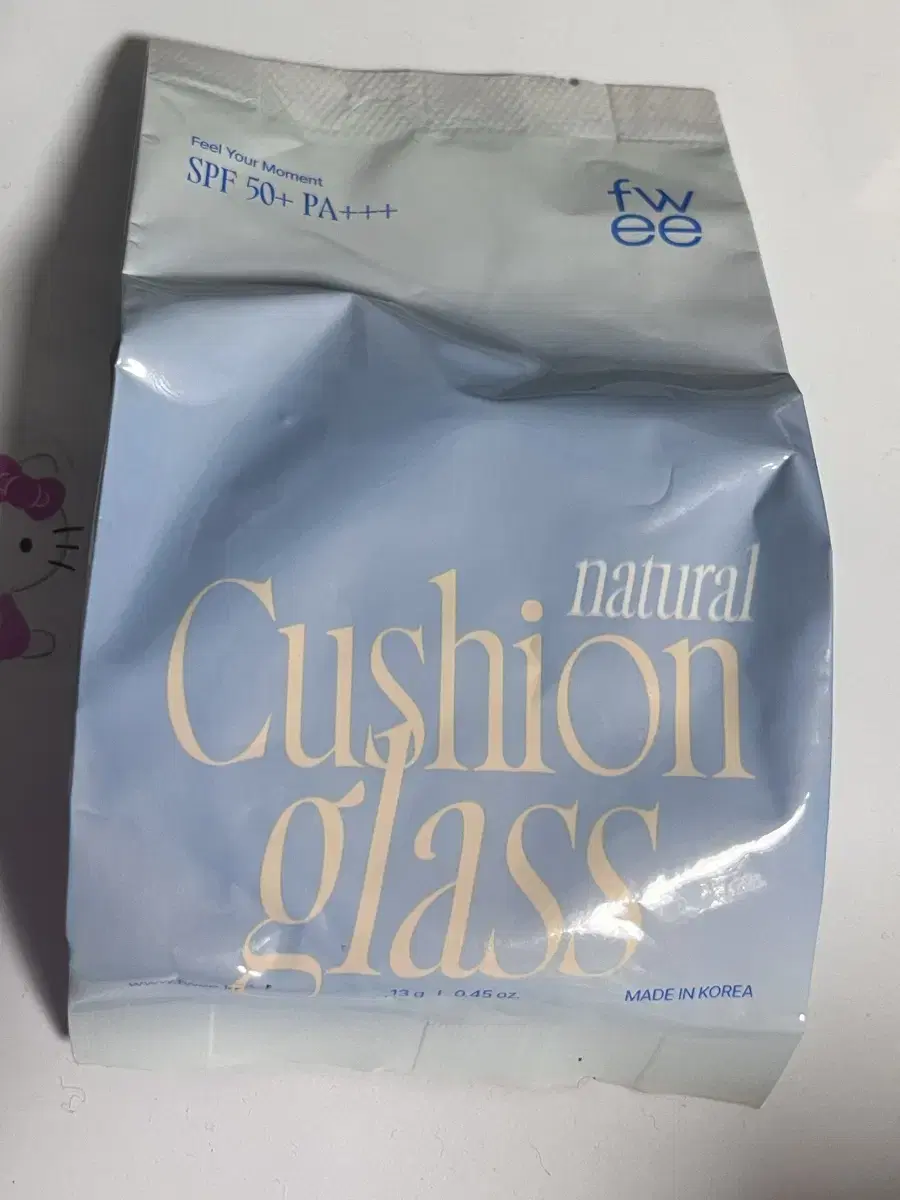 Feel Your Moment
SPF 50+ PA+++
fw
ee
natural
Cushion
glass
13 g | 0.45 oz.
MADE IN KOREA